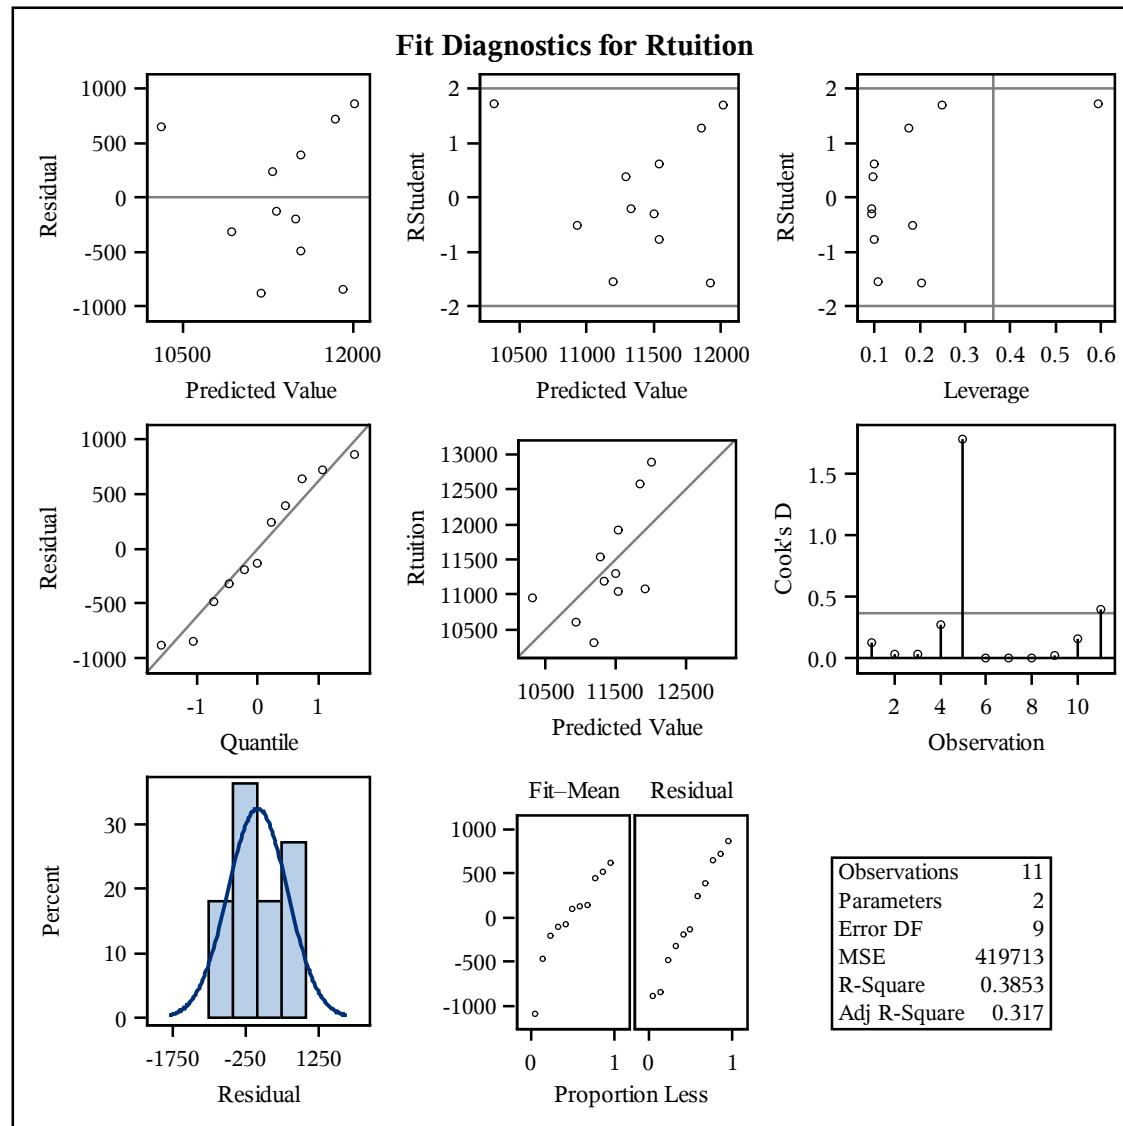 Fit Diagnostics for Rtuition
1000
500
0
-500
-1000
Residual
10500 12000
Predicted Value
2
1
0
-1
-2
RStudent
10500 11000 11500 12000
Predicted Value
2
1
0
-1
-2
RStudent
0.1 0.2 0.3 0.4 0.5 0.6
Leverage
1000
500
0
-500
-1000
Residual
-1 0 1
Quantile
13000
12500
12000
11500
11000
10500
Rtuition
10500 11500 12500
Predicted Value
1.5
1.0
0.5
0.0
Cook's D
2 4 6 8 10
Observation
30
20
10
0
Percent
-1750 -250 1250
Residual
Fit–Mean Residual
1000
500
0
-500
-1000
0 1 0 1
Proportion Less
Observations 11
Parameters 2
Error DF 9
MSE 419713
R-Square 0.3853
Adj R-Square 0.317